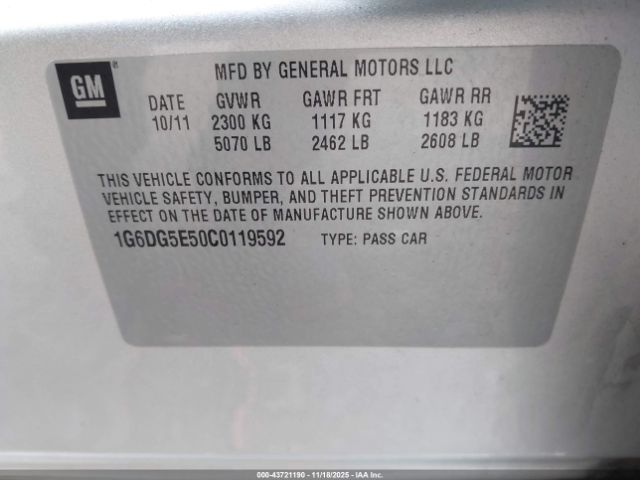 GM
MFD BY GENERAL MOTORS LLC
DATE GVWR GAWR FRT GAWR RR
10/11 2300 KG 1117 KG 1183 KG
5070 LB 2462 LB 2608 LB
THIS VEHICLE CONFORMS TO ALL APPLICABLE U.S. FEDERAL MOTOR
VEHICLE SAFETY, BUMPER, AND THEFT PREVENTION STANDARDS IN
EFFECT ON THE DATE OF MANUFACTURE SHOWN ABOVE.
1G6DG5E50C0119592 TYPE: PASS CAR
000-43721190 - 11/18/2025 - IAA Inc.